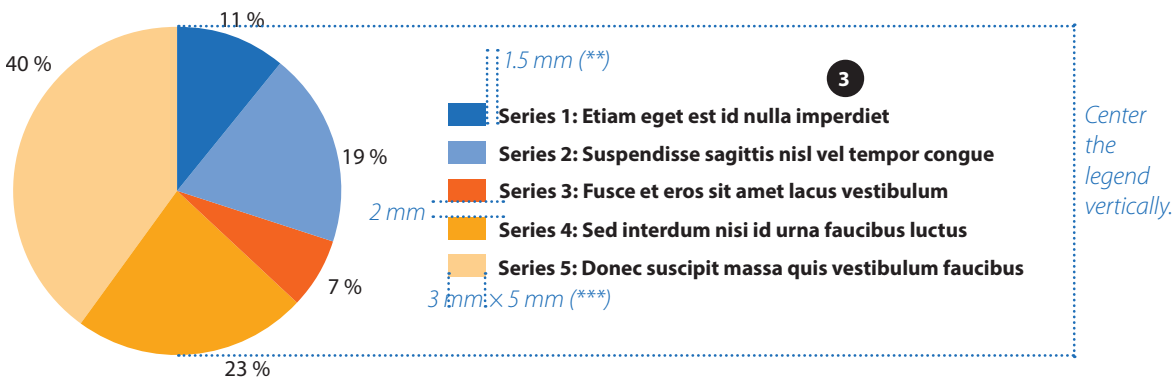 11 %
40 %
19 %
7 %
23 %
1.5 mm (**)
3
Series 1: Etiam eget est id nulla imperdiet
Series 2: Suspendisse sagittis nisl vel tempor congue
Series 3: Fusce et eros sit amet lacus vestibulum
2 mm
Series 4: Sed interdum nisi id urna faucibus luctus
Series 5: Donec suscipit massa quis vestibulum faucibus
3 mm × 5 mm (***)
Center
the
legend
vertically.